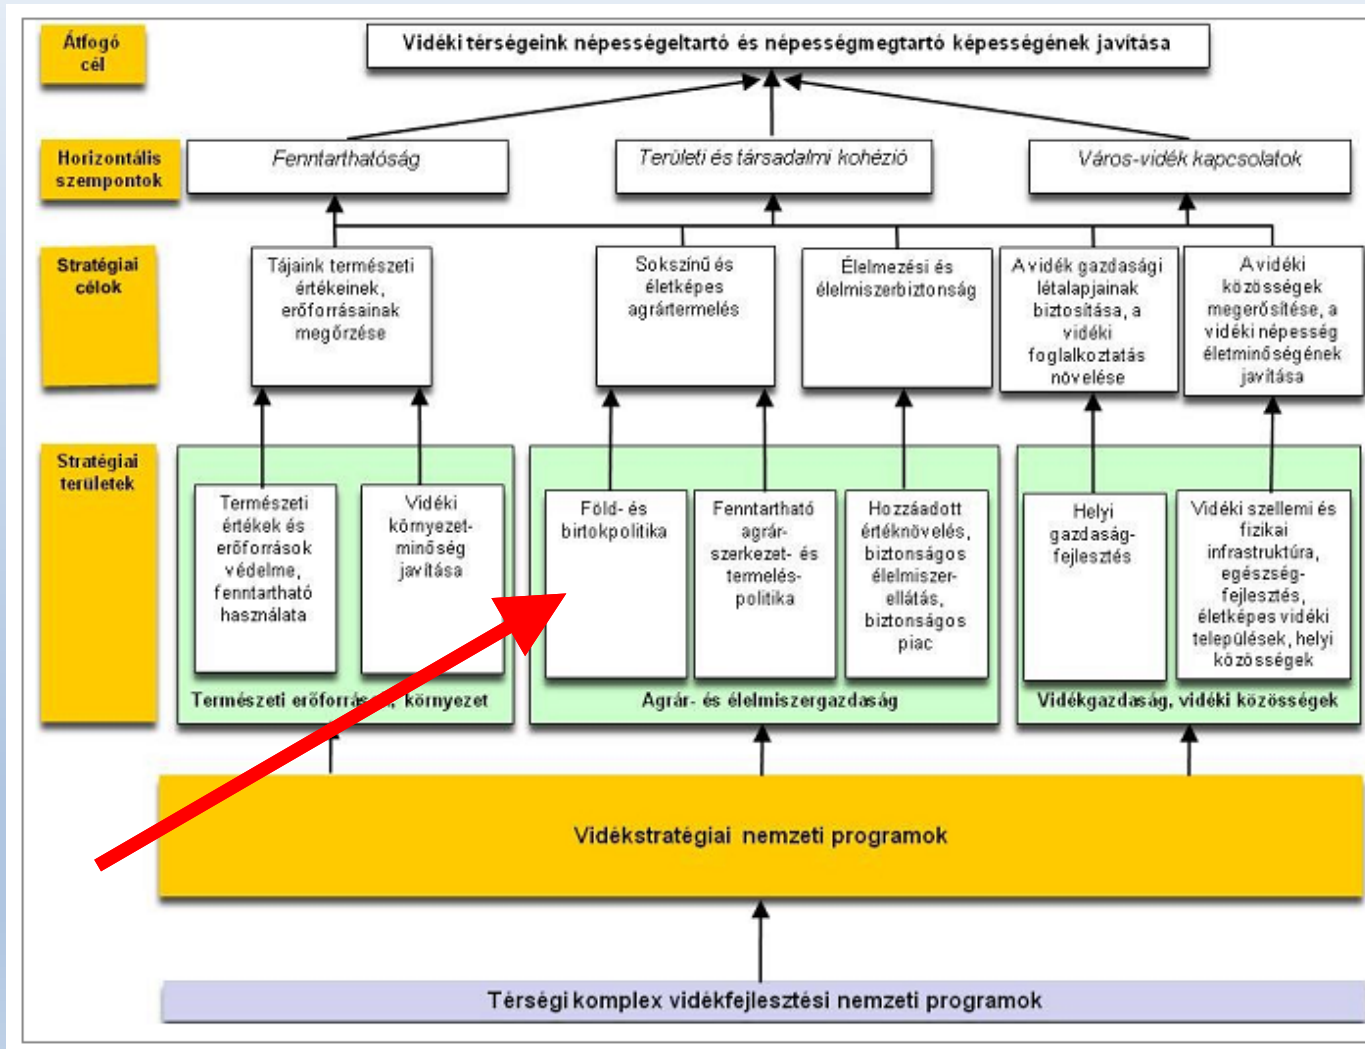 Átfogó
cél
Vidéki térségeink népességeltartó és népességmegtartó képességének javítása
Horizontális
szempontok
Fenntarthatóság
Területi és társadalmi kohézió
Város-vidék kapcsolatok
Stratégiai
célok
Tájaink természeti
értékeinek,
erőforrásainak
megőrzése
Sokszínű és
életképes
agrártermelés
Élelmezési és
élelmiszerbiztonság
A vidék gazdasági
létalapjainak
biztosítása, a
vidéki
foglalkoztatás
növelése
A vidéki
közösségek
megerősítése, a
vidéki népesség
életminőségének
javítása
Stratégiai
területek
Természeti
értékek és
erőforrások
védelme,
fenntartható
használata
Vidéki
környezet-
minőség
javítása
Természeti erőforrások, környezet
Föld- és
birtokpolitika
Fenntartható
agrár-
szerkezet- és
termelés-
politika
Hozzáadott
értéknövelés,
biztonságos
élelmiszer-
ellátás,
biztonságos
piac
Agrár- és élelmiszergazdaság
Helyi
gazdaság-
fejlesztés
Vidéki szellemi és
fizikai
infrastruktúra,
egészség-
fejlesztés,
életképes vidéki
települések, helyi
közösségek
Vidékgazdaság, vidéki közösségek
Vidékstratégiai nemzeti programok
Térségi komplex vidékfejlesztési nemzeti programok